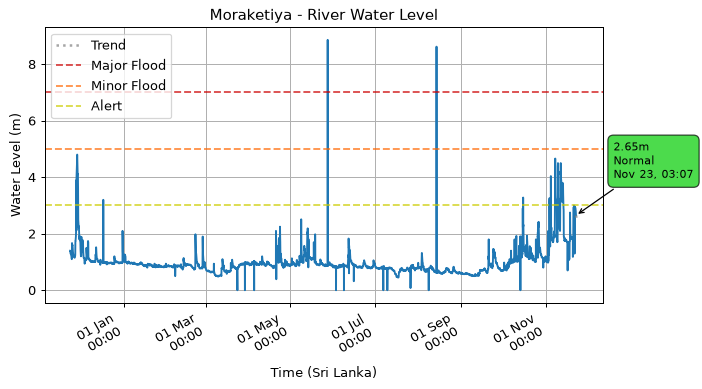 Moraketiya - River Water Level
Trend
Major Flood
Minor Flood
Alert
Water Level (m)
8
6
4
2
0
2.65m
Normal
Nov 23, 03:07
01 Jan
00:00
01 Mar
00:00
01 May
00:00
01 Jul
00:00
01 Sep
00:00
01 Nov
00:00
Time (Sri Lanka)